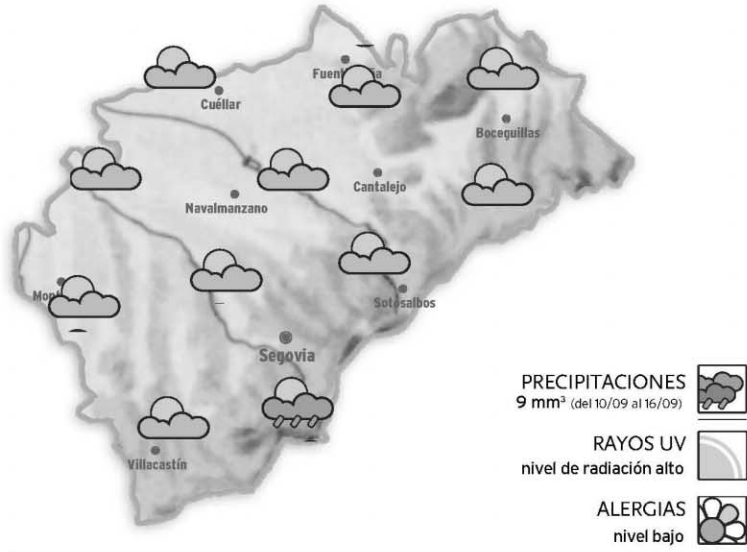 Cuéllar
Boceguillas
Cantalejo
Navalmanzano
Sotosalbos
Segovia
Villacastín
PRECIPITACIONES
9 mm³ (del 10/09 al 16/09)
RAYOS UV
nivel de radiación alto
ALERGIAS
nivel bajo